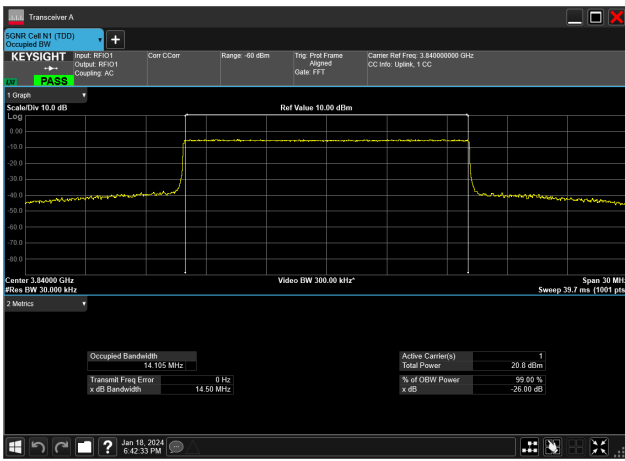 Transceiver A
5GNR Cell N1 (TDD)
Occupied BW
KEYSIGHT
PASS
Input: RFIO1
Output: RFIO1
Coupling: AC
Corr CCorr
Range: -60 dBm
Trig: Prot Frame
Aligned
Gate: FFT
Carrier Ref Freq: 3.840000000 GHz
CC Info: Uplink, 1 CC
1 Graph
Scale/Div 10.0 dB
Ref Value 10.00 dBm
Log
0.00
-10.0
-20.0
-30.0
-40.0
-50.0
-60.0
-70.0
-80.0
Center 3.84000 GHz
Video BW 300.00 kHz*
Span 30 MHz
#Res BW 30.000 kHz
Sweep 39.7 ms (1001 pts
2 Metrics
Occupied Bandwidth
14.105 MHz
Transmit Freq Error 0 Hz
x dB Bandwidth 14.50 MHz
Active Carrier(s) 1
Total Power 20.8 dBm
% of OBW Power 99.00 %
x dB -26.00 dB
?
Jan 18, 2024
6:42:33 PM